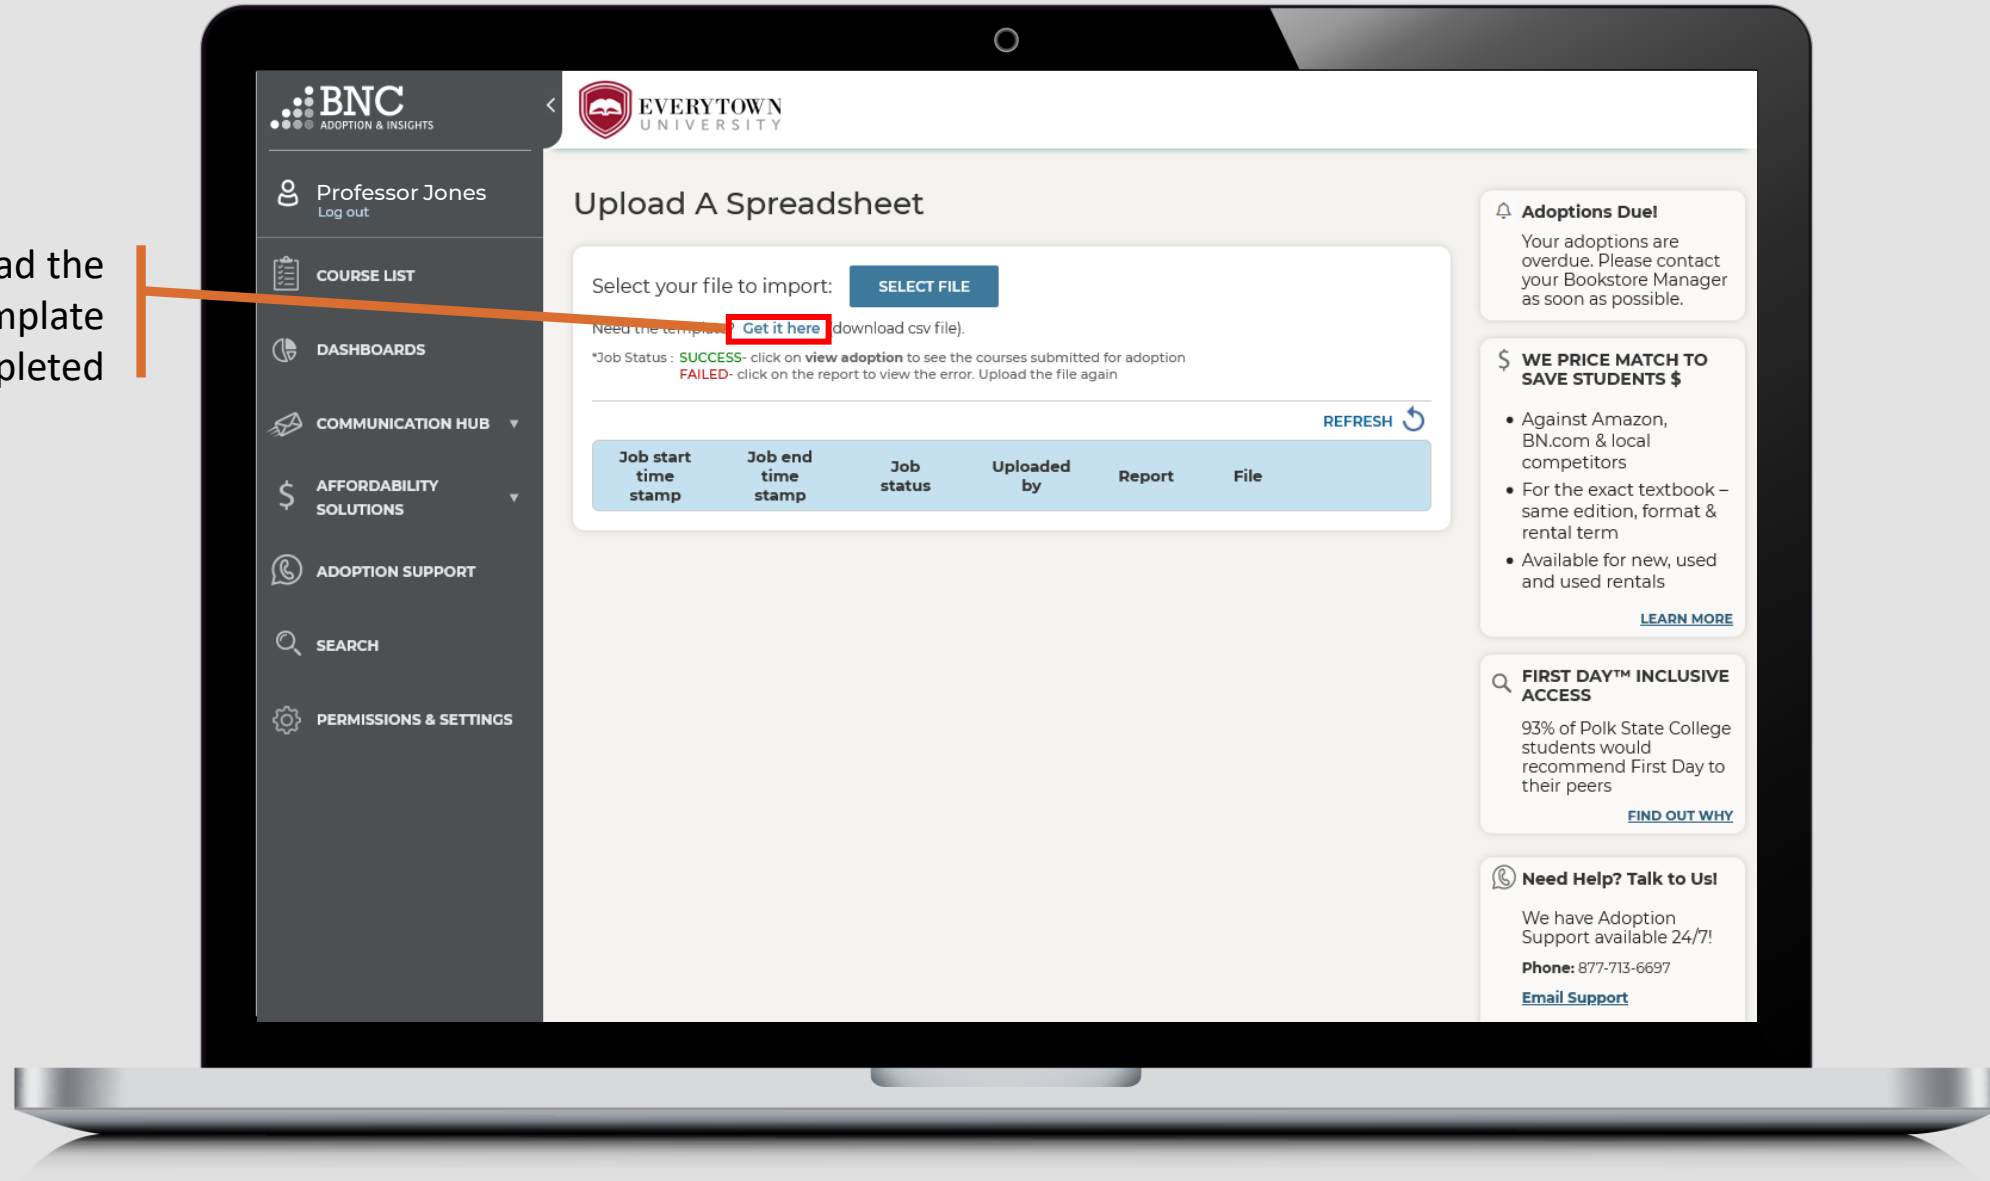 BNC
ADOPTION & INSIGHTS
EVERYTOWN
UNIVERSITY
Professor Jones
Log out
the
COURSE LIST
DASHBOARDS
COMMUNICATION HUB
AFFORDABILITY
SOLUTIONS
ADOPTION SUPPORT
SEARCH
PERMISSIONS & SETTINGS
Upload A Spreadsheet
Select your file to import: SELECT FILE
Need the template? Get it here (download csv file).
*Job Status : SUCCESS- click on view adoption to see the courses submitted for adoption
FAILED- click on the report to view the error. Upload the file again
REFRESH
Job start time stamp Job end time stamp Job status Uploaded by Report File
Adoptions Due!
Your adoptions are
overdue. Please contact
your Bookstore Manager
as soon as possible.
$ WE PRICE MATCH TO
SAVE STUDENTS $
• Against Amazon,
BN.com & local
competitors
• For the exact textbook –
same edition, format &
rental term
• Available for new, used
and used rentals
LEARN MORE
FIRST DAY™ INCLUSIVE
ACCESS
93% of Polk State College
students would
recommend First Day to
their peers
FIND OUT WHY
Need Help? Talk to Us!
We have Adoption
Support available 24/7!
Phone: 877-713-6697
Email Support